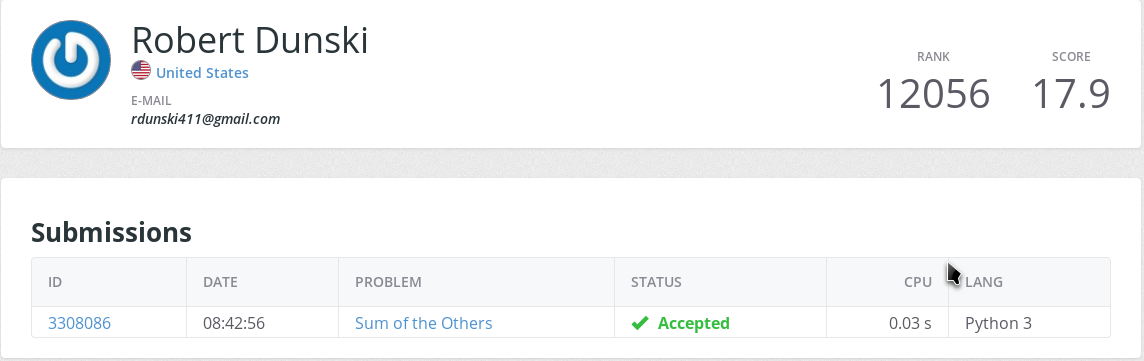 Robert Dunski
United States
E-MAIL
rdunski411@gmail.com
RANK
12056
SCORE
17.9
Submissions
ID DATE PROBLEM STATUS CPU LANG
3308086 08:42:56 Sum of the Others Accepted 0.03 s Python 3